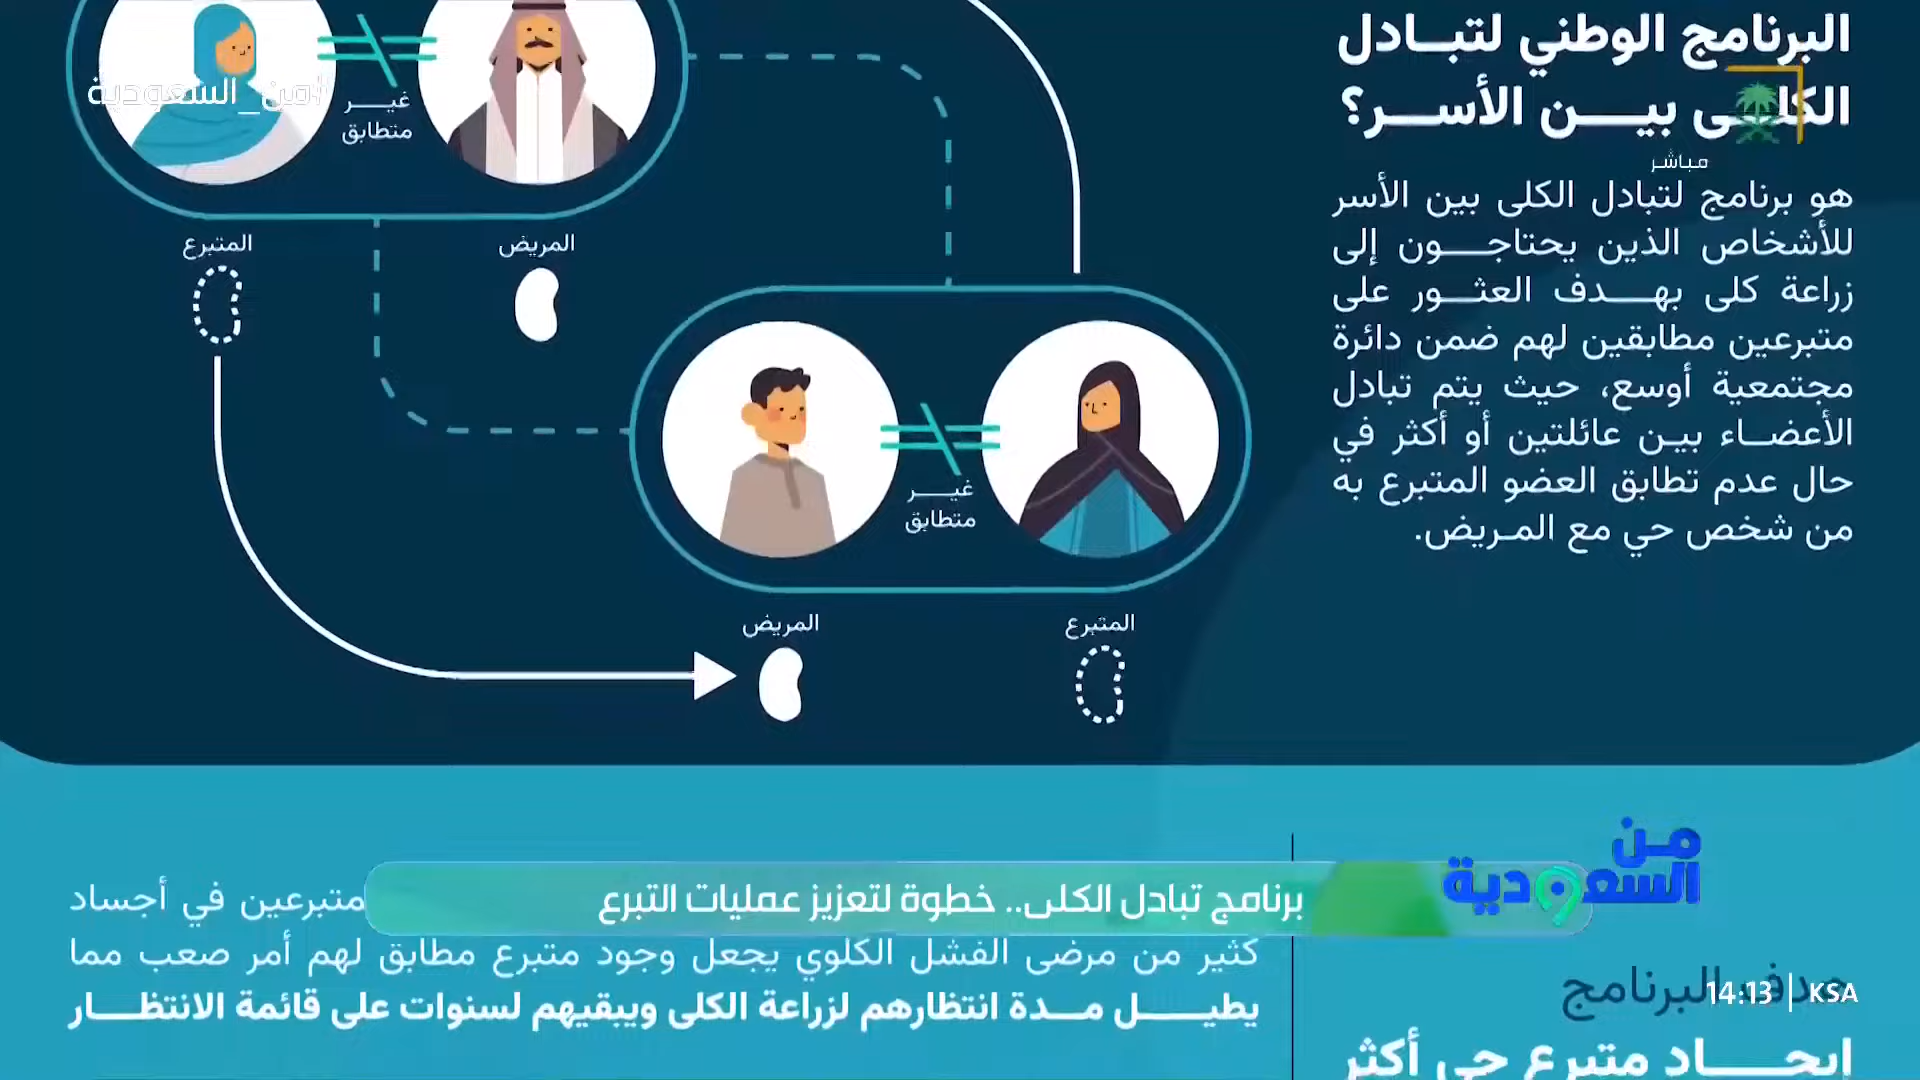 البرنامج الوطني لتبادل
الكلى بين الأسر؟
مباشر
هو برنامج لتبادل الكلى بين الأسر
للأشخاص الذين يحتاجون إلى
زراعة كلى بهدف العثور على
متبرعين مطابقين لهم ضمن دائرة
مجتمعية أوسع، حيث يتم تبادل
الأعضاء بين عائلتين أو أكثر في
حال عدم تطابق العضو المتبرع به
من شخص حي مع المريض.
#من_السعودية
غير
متطابق
المريض
المتبرع
غير
متطابق
المتبرع
المريض
من
السعودية
برنامج تبادل الكلى.. خطوة لتعزيز عمليات التبرع
متبرعين في أجساد
كثير من مرضى الفشل الكلوي يجعل وجود متبرع مطابق لهم أمر صعب مما
يطيل مدة انتظارهم لزراعة الكلى ويبقيهم لسنوات على قائمة الانتظار
هدف البرنامج
14:13 | KSA
ايجاد متبرع حي أكثر